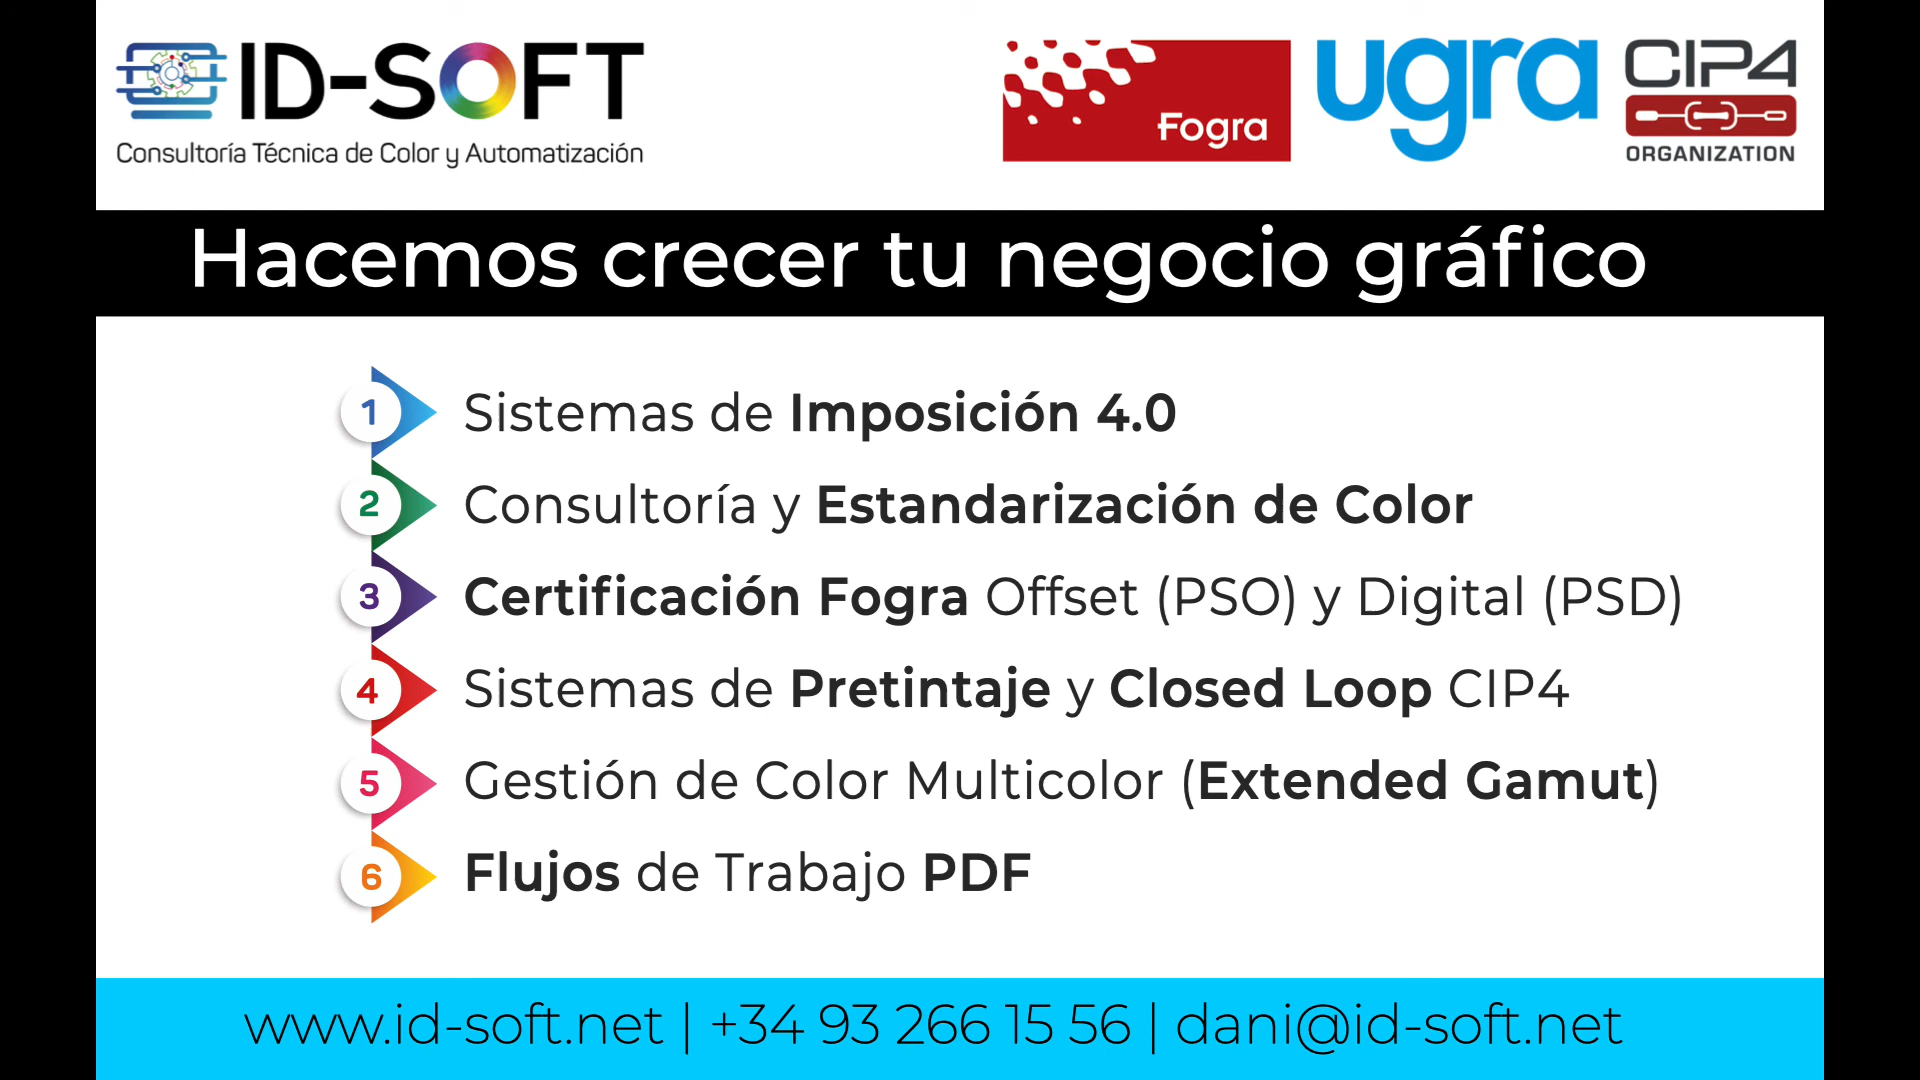 ID-SOFT
Consultoría Técnica de Color y Automatización
Fogra
ugra
CIP4
ORGANIZATION
Hacemos crecer tu negocio gráfico
1 Sistemas de Imposición 4.0
2 Consultoría y Estandarización de Color
3 Certificación Fogra Offset (PSO) y Digital (PSD)
4 Sistemas de Pretintaje y Closed Loop CIP4
5 Gestión de Color Multicolor (Extended Gamut)
6 Flujos de Trabajo PDF
www.id-soft.net | +34 93 266 15 56 | dani@id-soft.net